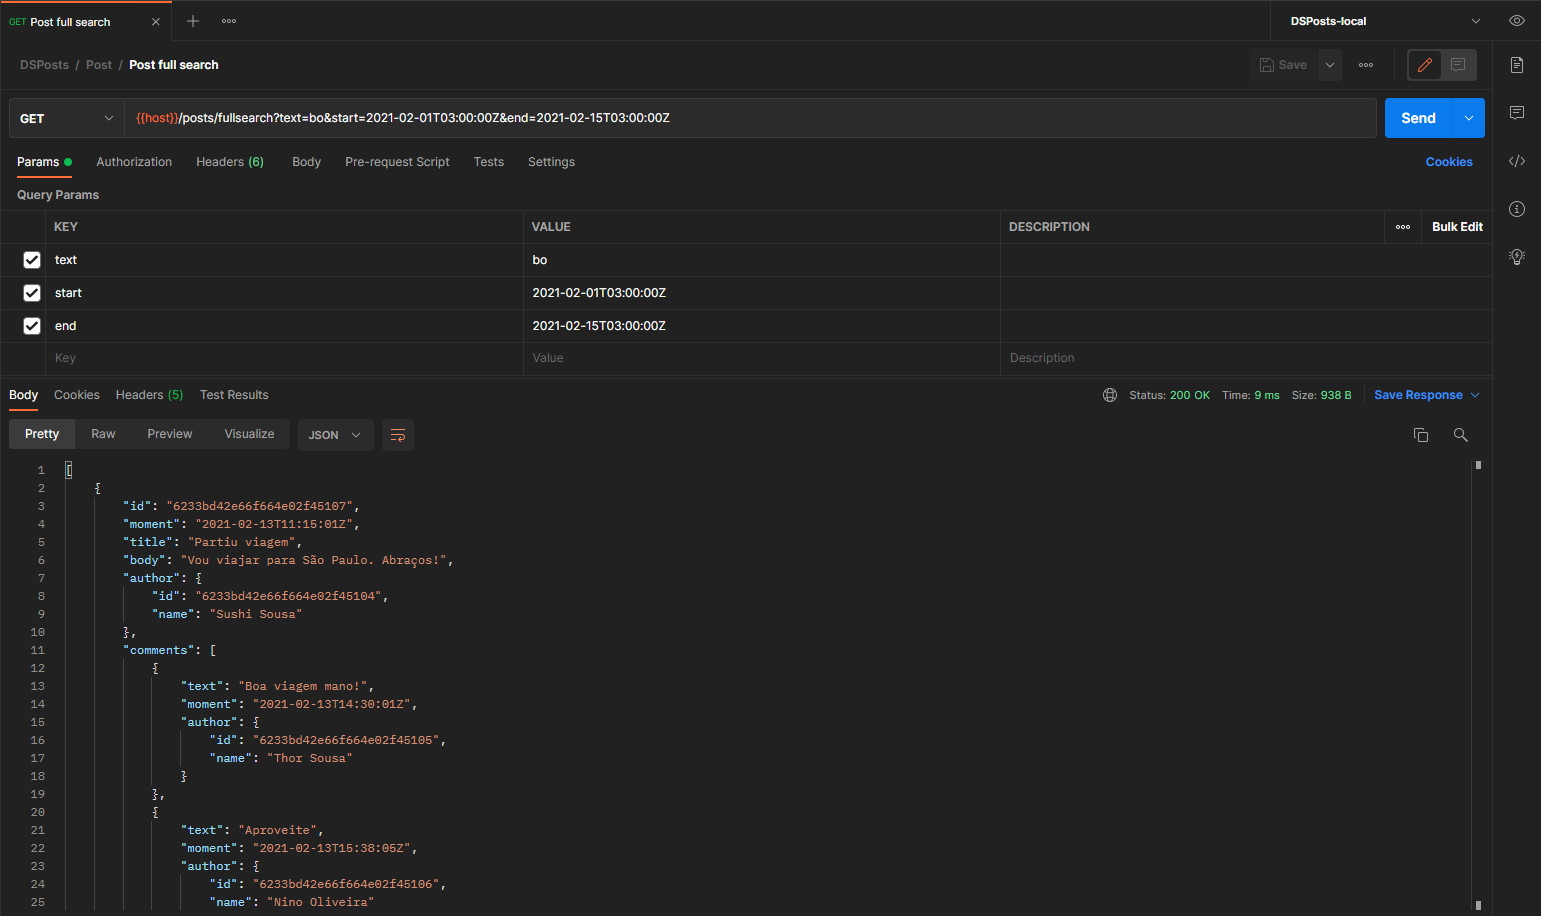 GET Post full search
DSPosts-local
DSPosts / Post / Post full search
Save
GET
{{host}}/posts/fullsearch?text=bo&start=2021-02-01T03:00:00Z&end=2021-02-15T03:00:00Z
Send
Params Authorization Headers (6) Body Pre-request Script Tests Settings Cookies
Query Params
KEY VALUE DESCRIPTION Bulk Edit
text bo
start 2021-02-01T03:00:00Z
end 2021-02-15T03:00:00Z
Key Value Description
Body Cookies Headers (5) Test Results Status: 200 OK Time: 9 ms Size: 938 B Save Response
Pretty Raw Preview Visualize JSON
1 [
2 {
3 "id": "6233bd42e66f664e02f45107",
4 "moment": "2021-02-13T11:15:01Z",
5 "title": "Partiu viagem",
6 "body": "Vou viajar para São Paulo. Abraços!",
7 "author": {
8 "id": "6233bd42e66f664e02f45104",
9 "name": "Sushi Sousa"
10 },
11 "comments": [
12 {
13 "text": "Boa viagem mano!",
14 "moment": "2021-02-13T14:30:01Z",
15 "author": {
16 "id": "6233bd42e66f664e02f45105",
17 "name": "Thor Sousa"
18 }
19 },
20 {
21 "text": "Aproveite",
22 "moment": "2021-02-13T15:38:05Z",
23 "author": {
24 "id": "6233bd42e66f664e02f45106",
25 "name": "Nino Oliveira"